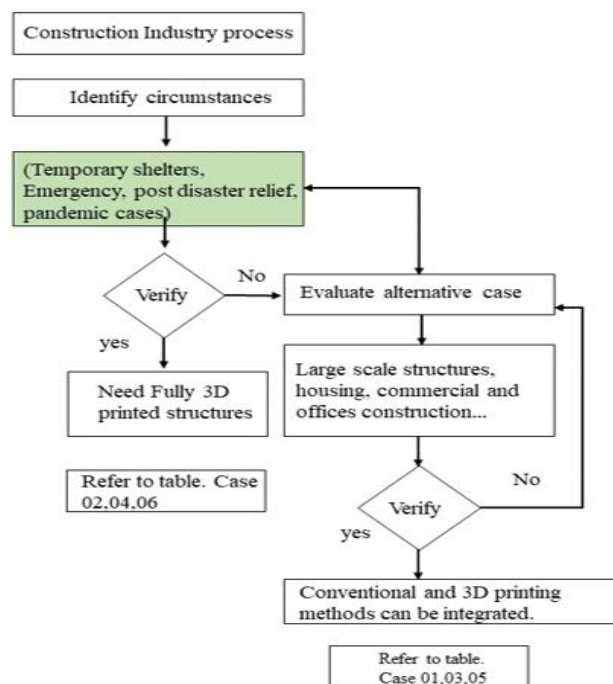 Construction Industry process
Identify circumstances
(Temporary shelters,
Emergency, post disaster relief,
pandemic cases)
Verify
No
yes
Evaluate alternative case
Need Fully 3D
printed structures
Large scale structures,
housing, commercial and
offices construction...
Refer to table. Case
02,04,06
Verify
No
yes
Conventional and 3D printing
methods can be integrated.
Refer to table.
Case 01,03,05